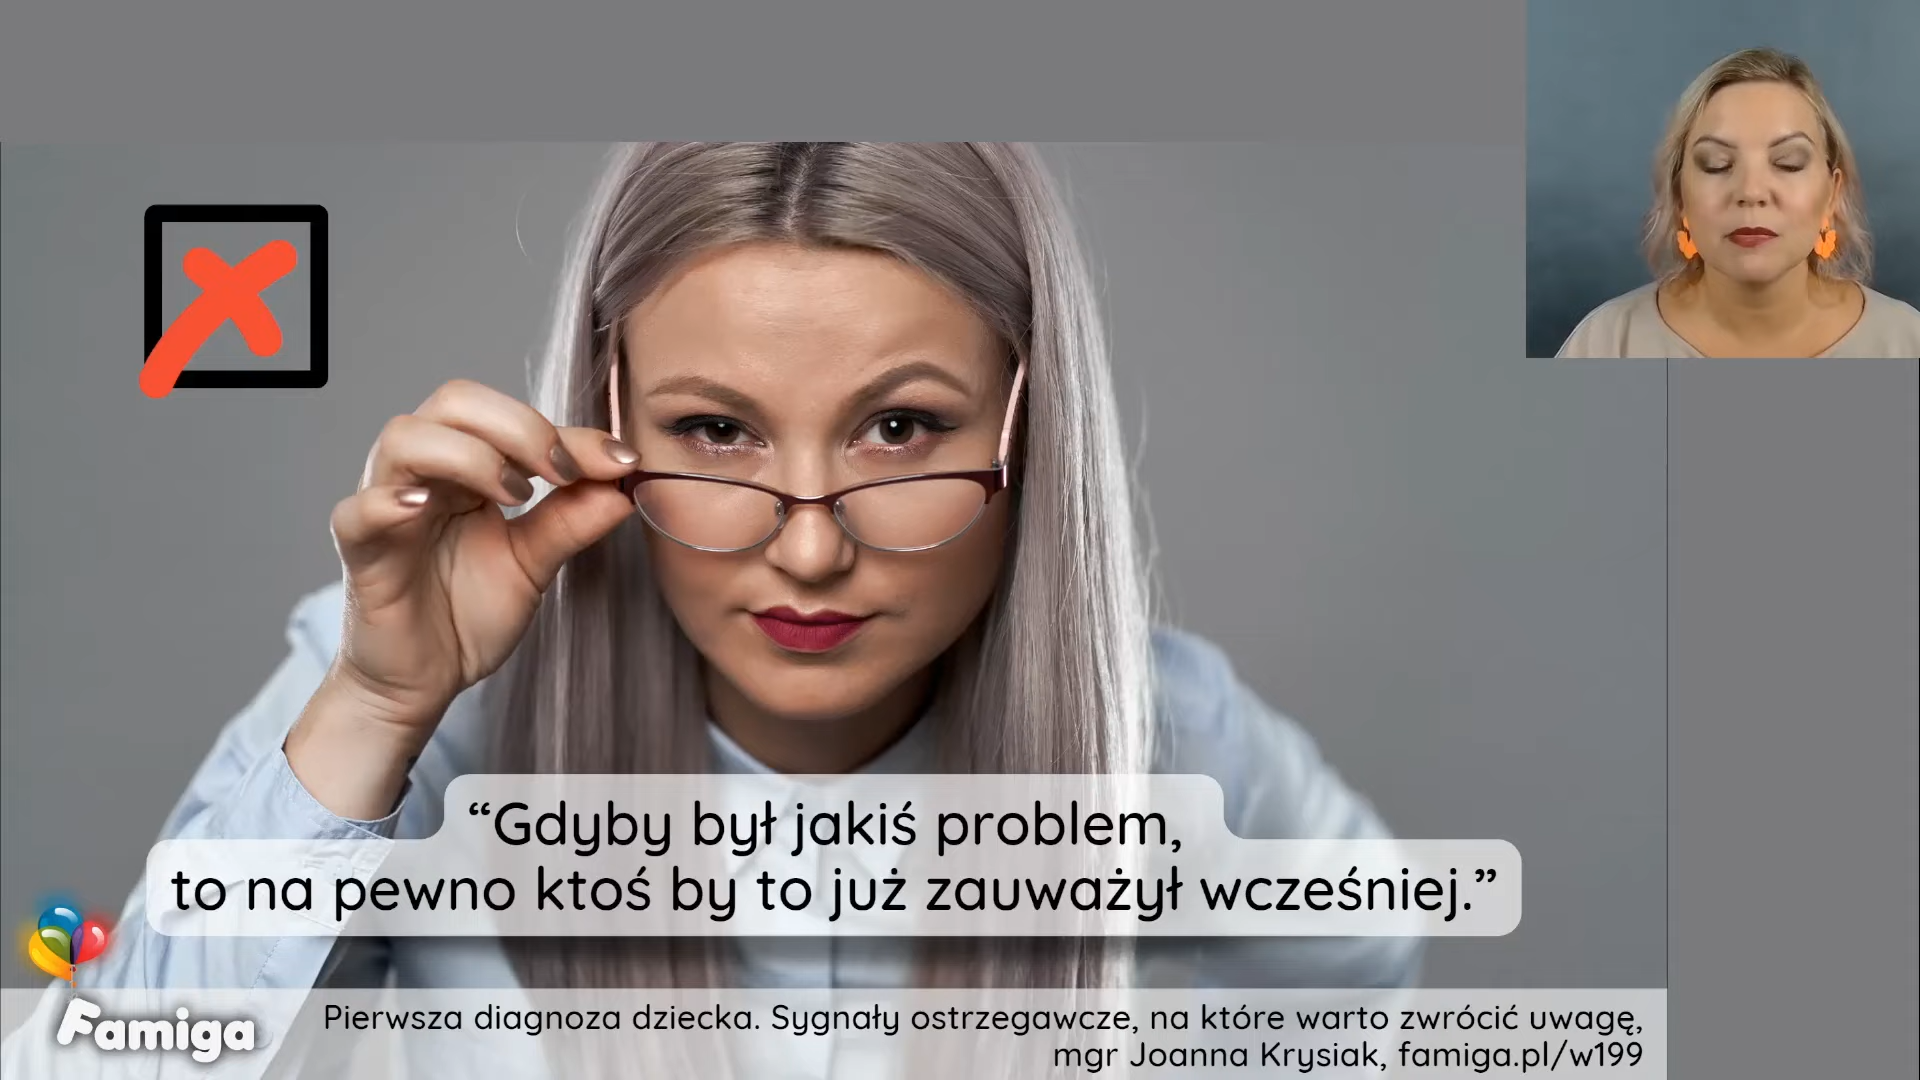 “Gdyby był jakiś problem,
to na pewno ktoś by to już zauważył wcześniej.”
Famiga
Pierwsza diagnoza dziecka. Sygnały ostrzegawcze, na które warto zwrócić uwagę,
mgr Joanna Krysiak, famiga.pl/w199